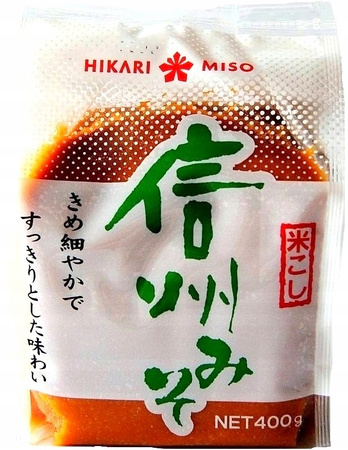 HIKARI MISO
信州みそ
米こし
きめ細やかで
すっきりとした味わい
NET400g